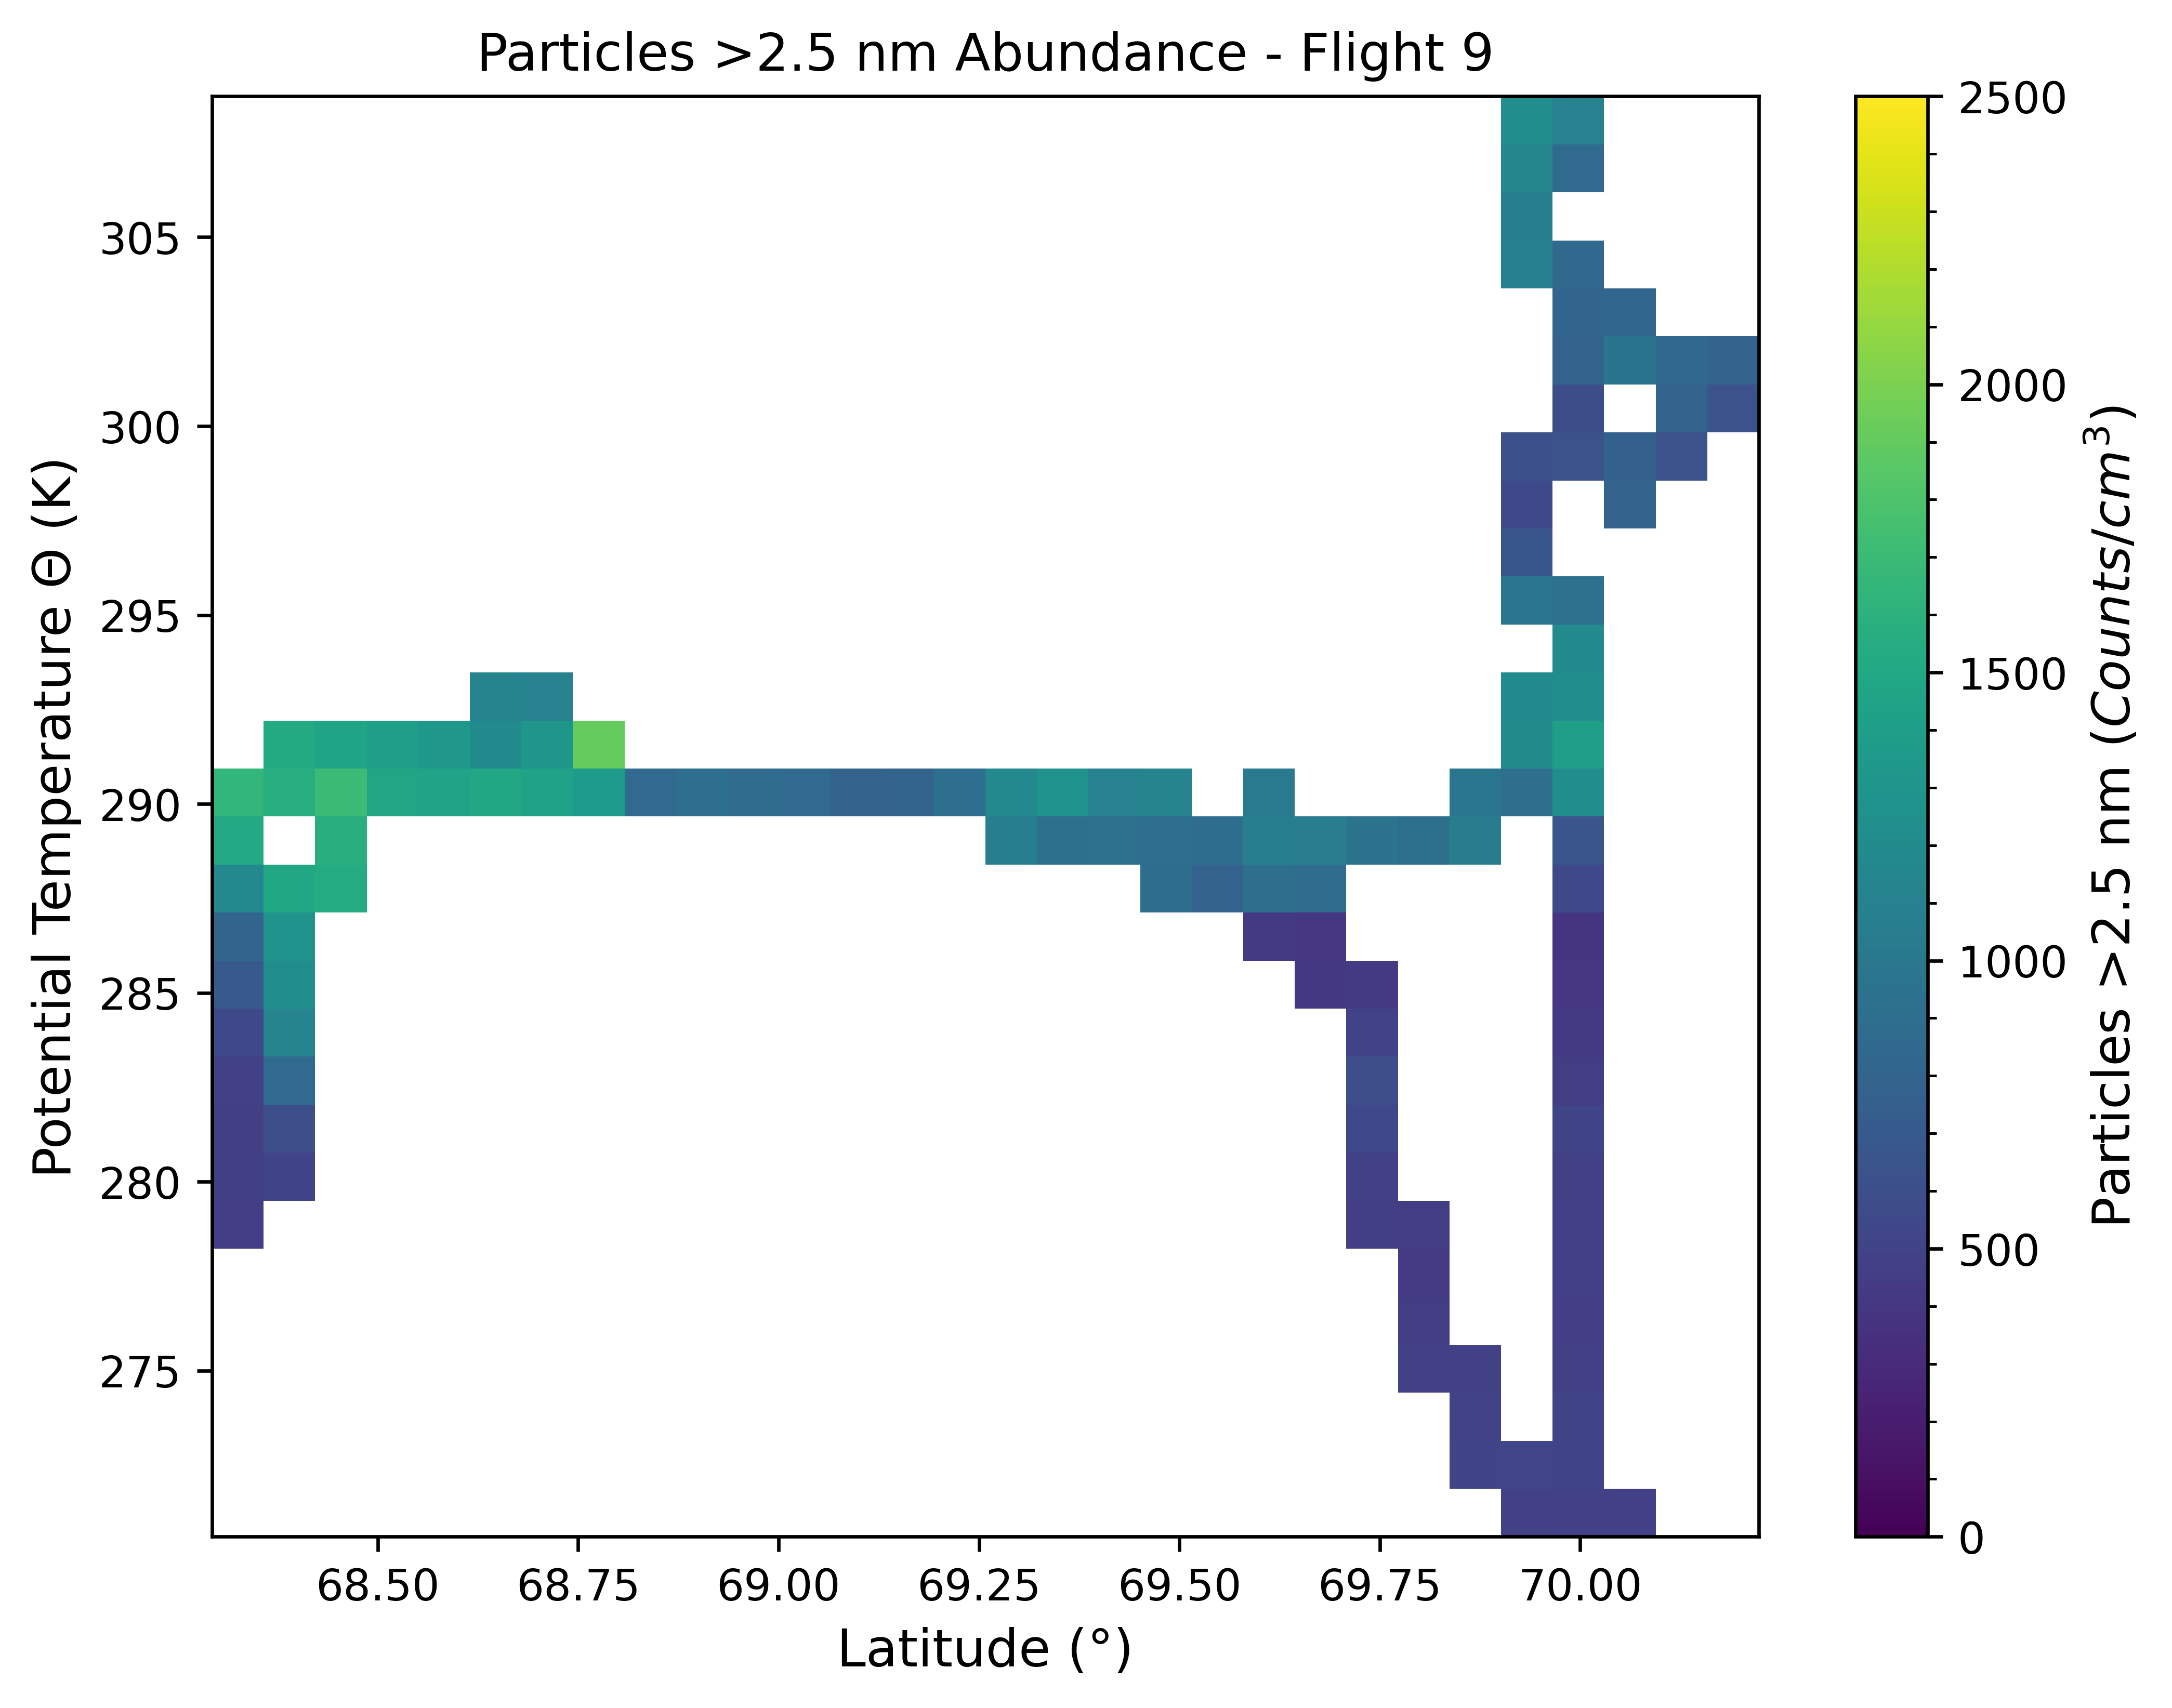 Particles >2.5 nm Abundance - Flight 9
Potential Temperature Θ (K)
305
300
295
290
285
280
275
68.50 68.75 69.00 69.25 69.50 69.75 70.00
Latitude (°)
2500
2000
1500
1000
500
0
Particles >2.5 nm (Counts/cm³)